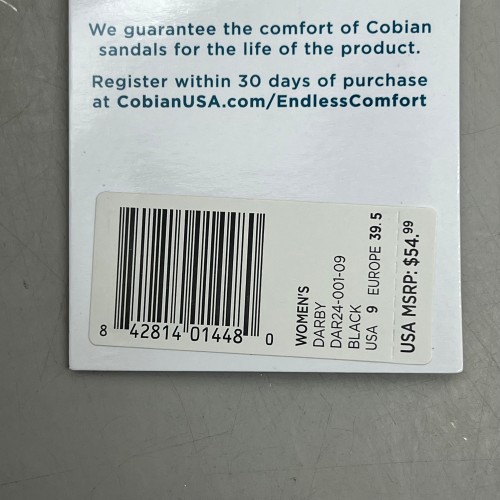 We guarantee the comfort of Cobian
sandals for the life of the product.
Register within 30 days of purchase
at CobianUSA.com/EndlessComfort
8 42814 01448 0
WOMEN'S
DARBY
DAR24-001-09
BLACK
USA 9 EUROPE 39.5
USA MSRP: $54.99